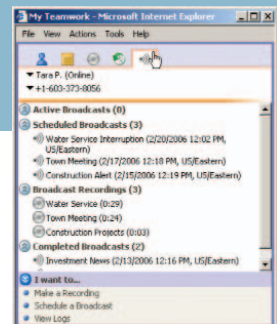 My Teamwork - Microsoft Internet Explorer
File View Actions Tools Help
Tara P. (Online)
+1-603-373-8056
Active Broadcasts (0)
Scheduled Broadcasts (3)
Water Service Interruption (2/20/2006 12:02 PM,
US/Eastern)
Town Meeting (2/17/2006 12:18 PM, US/Eastern)
Construction Alert (2/15/2006 12:19 PM, US/Eastern)
Broadcast Recordings (3)
Water Service (0:29)
Town Meeting (0:24)
Construction Projects (0:03)
Completed Broadcasts (2)
Investment News (2/13/2006 12:16 PM, US/Eastern)
I want to...
Make a Recording
Schedule a Broadcast
View Logs